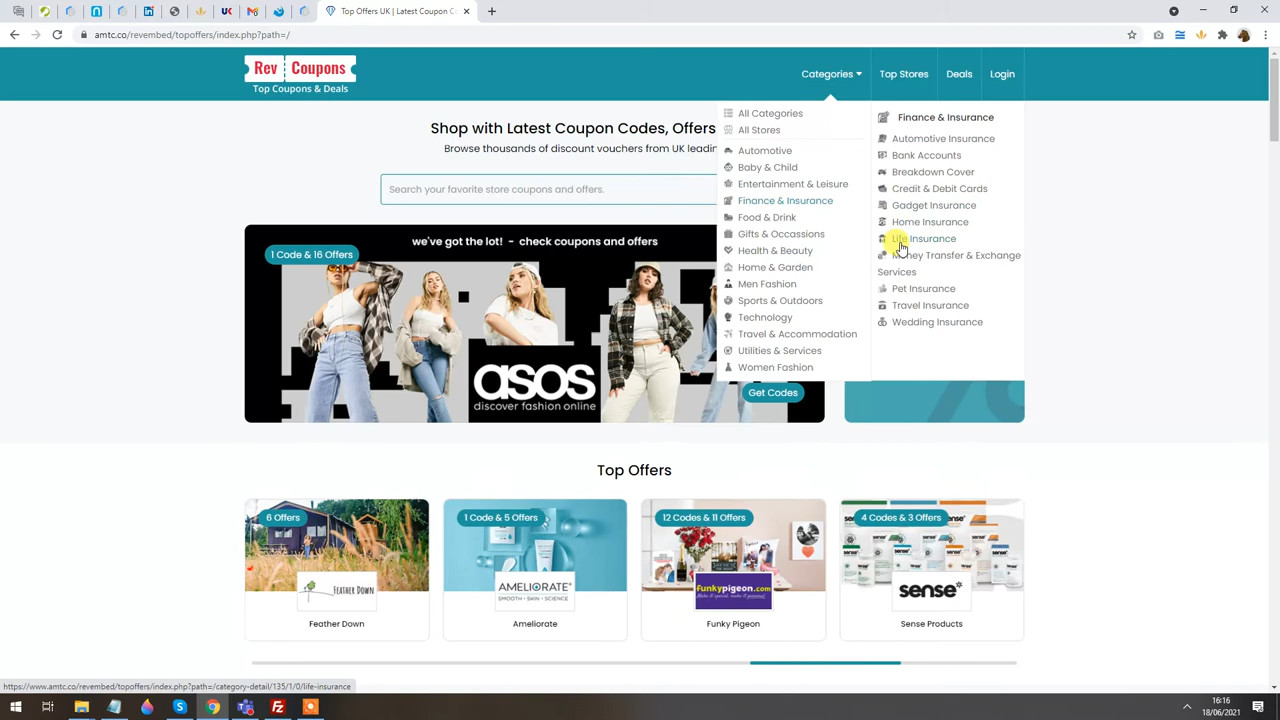 Top Offers UK | Latest Coupon C
amtc.co/revembed/topoffers/index.php?path=/
Rev Coupons
Top Coupons & Deals
Categories
Top Stores
Deals
Login
Shop with Latest Coupon Codes, Offers
Browse thousands of discount vouchers from UK leadin
Search your favorite store coupons and offers.
All Categories
All Stores
Automotive
Baby & Child
Entertainment & Leisure
Finance & Insurance
Food & Drink
Gifts & Occassions
Health & Beauty
Home & Garden
Men Fashion
Sports & Outdoors
Technology
Travel & Accommodation
Utilities & Services
Women Fashion
Finance & Insurance
Automotive Insurance
Bank Accounts
Breakdown Cover
Credit & Debit Cards
Gadget Insurance
Home Insurance
Life Insurance
Money Transfer & Exchange
Services
Pet Insurance
Travel Insurance
Wedding Insurance
1 Code & 16 Offers
we've got the lot! - check coupons and offers
asos
discover fashion online
Get Codes
Top Offers
6 Offers
FEATHER DOWN
Feather Down
1 Code & 5 Offers
AMELIORATE
SMOOTH • SKIN • SCIENCE
Ameliorate
12 Codes & 11 Offers
funkypigeon.com
Funky Pigeon
4 Codes & 3 Offers
sense
Sense Products
https://www.amtc.co/revembed/topoffers/index.php?path=/category-detail/135/1/0/life-insurance
16:16
18/06/2021